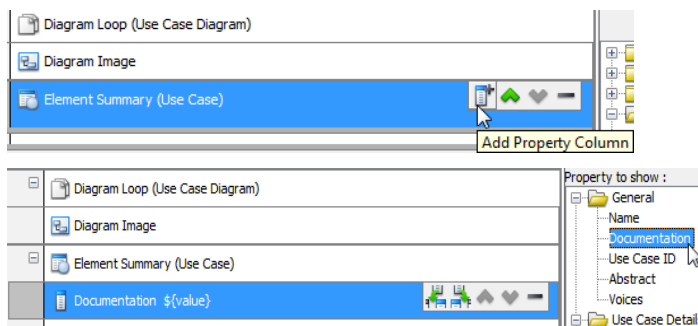 Diagram Loop (Use Case Diagram)
Diagram Image
Element Summary (Use Case)
Add Property Column
Diagram Loop (Use Case Diagram)
Diagram Image
Element Summary (Use Case)
Documentation ${value}
Property to show :
General
Name
Documentation
Use Case ID
Abstract
Voices
Use Case Detail